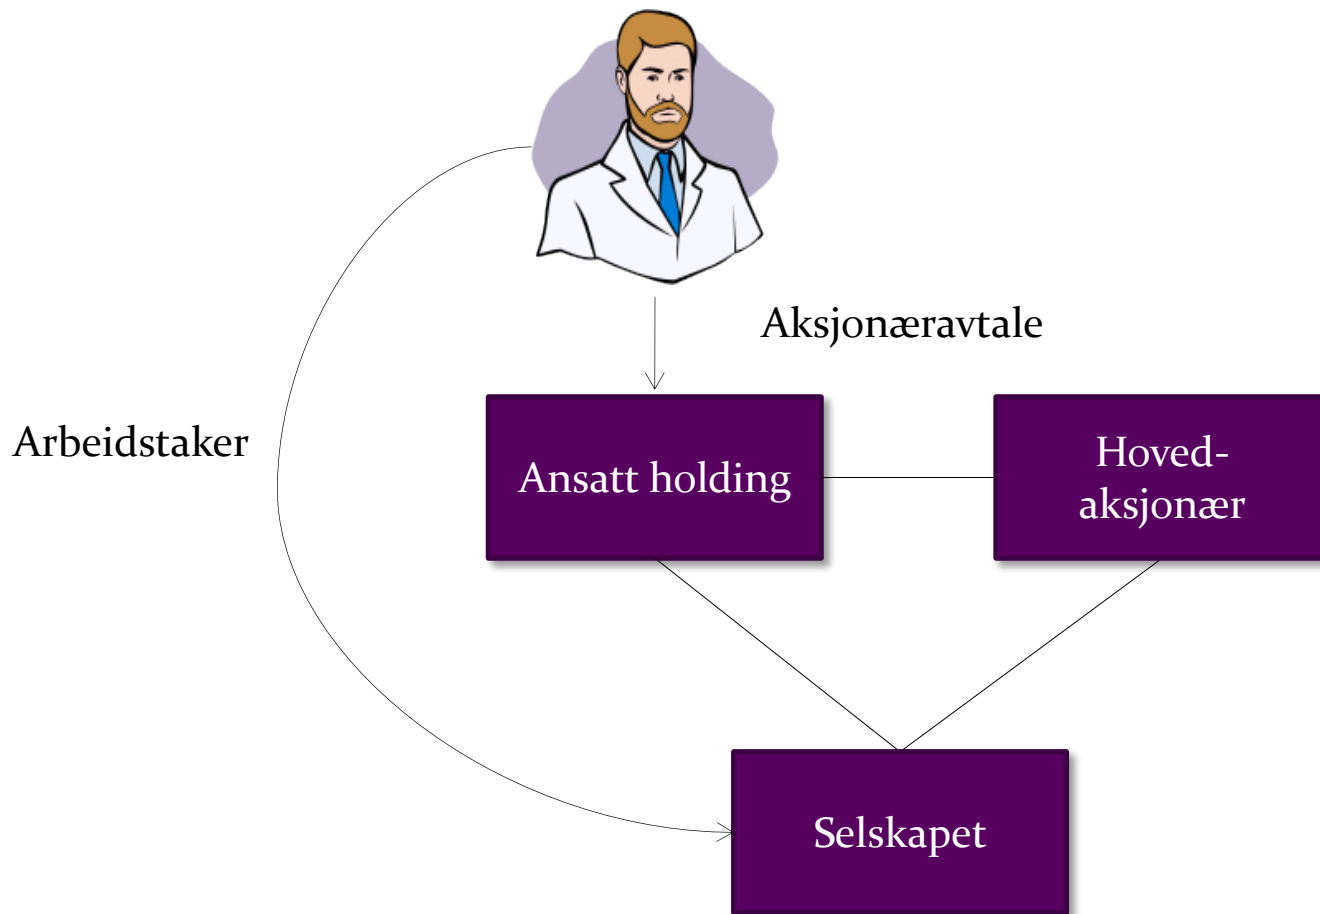 Aksjonæravtale
Arbeidstaker
Ansatt holding
Hoved-
aksjonær
Selskapet